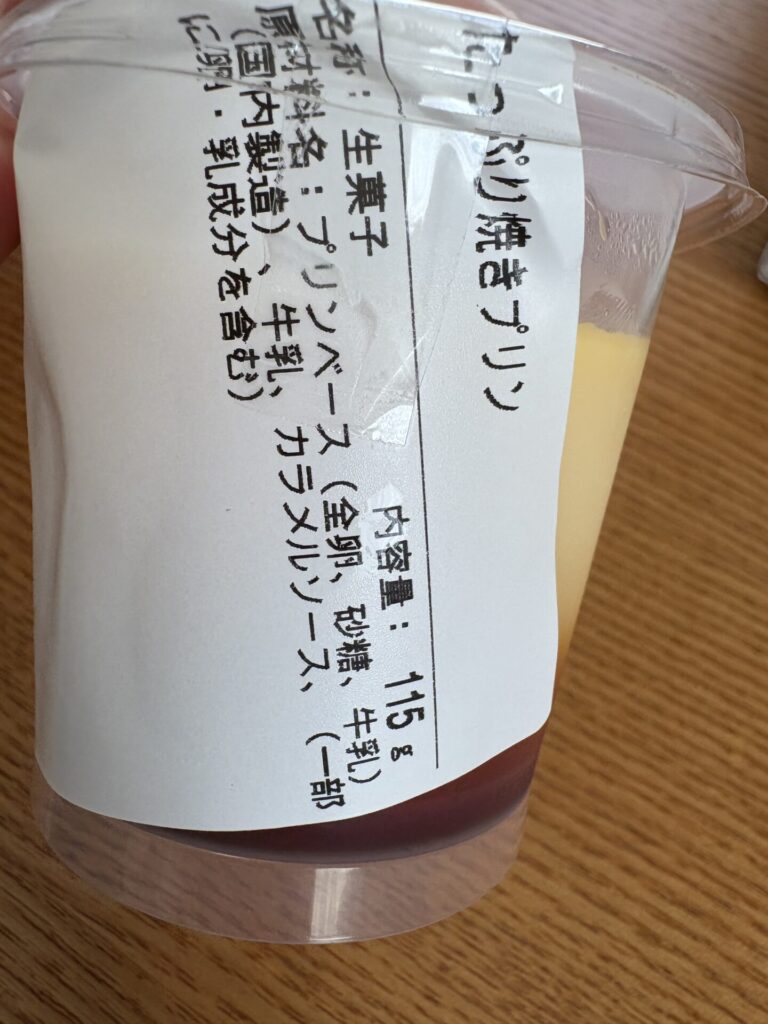 たっぷり焼きプリン
名称：生菓子　内容量：115g
原材料名：プリンベース（全卵、砂糖、牛乳）
（国内製造）、牛乳、カラメルソース、（一部
に卵・乳成分を含む）